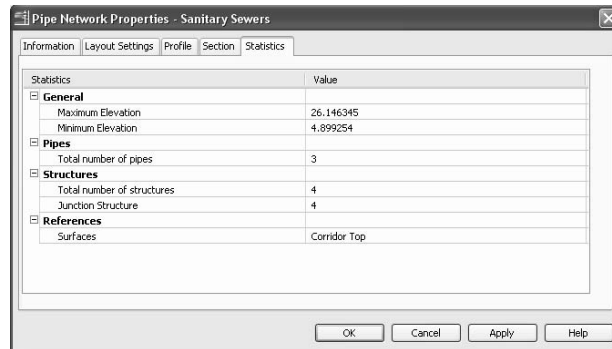 Pipe Network Properties - Sanitary Sewers
Information Layout Settings Profile Section Statistics
Statistics Value
General
Maximum Elevation 26.146345
Minimum Elevation 4.899254
Pipes
Total number of pipes 3
Structures
Total number of structures 4
Junction Structure 4
References
Surfaces Corridor Top
OK Cancel Apply Help